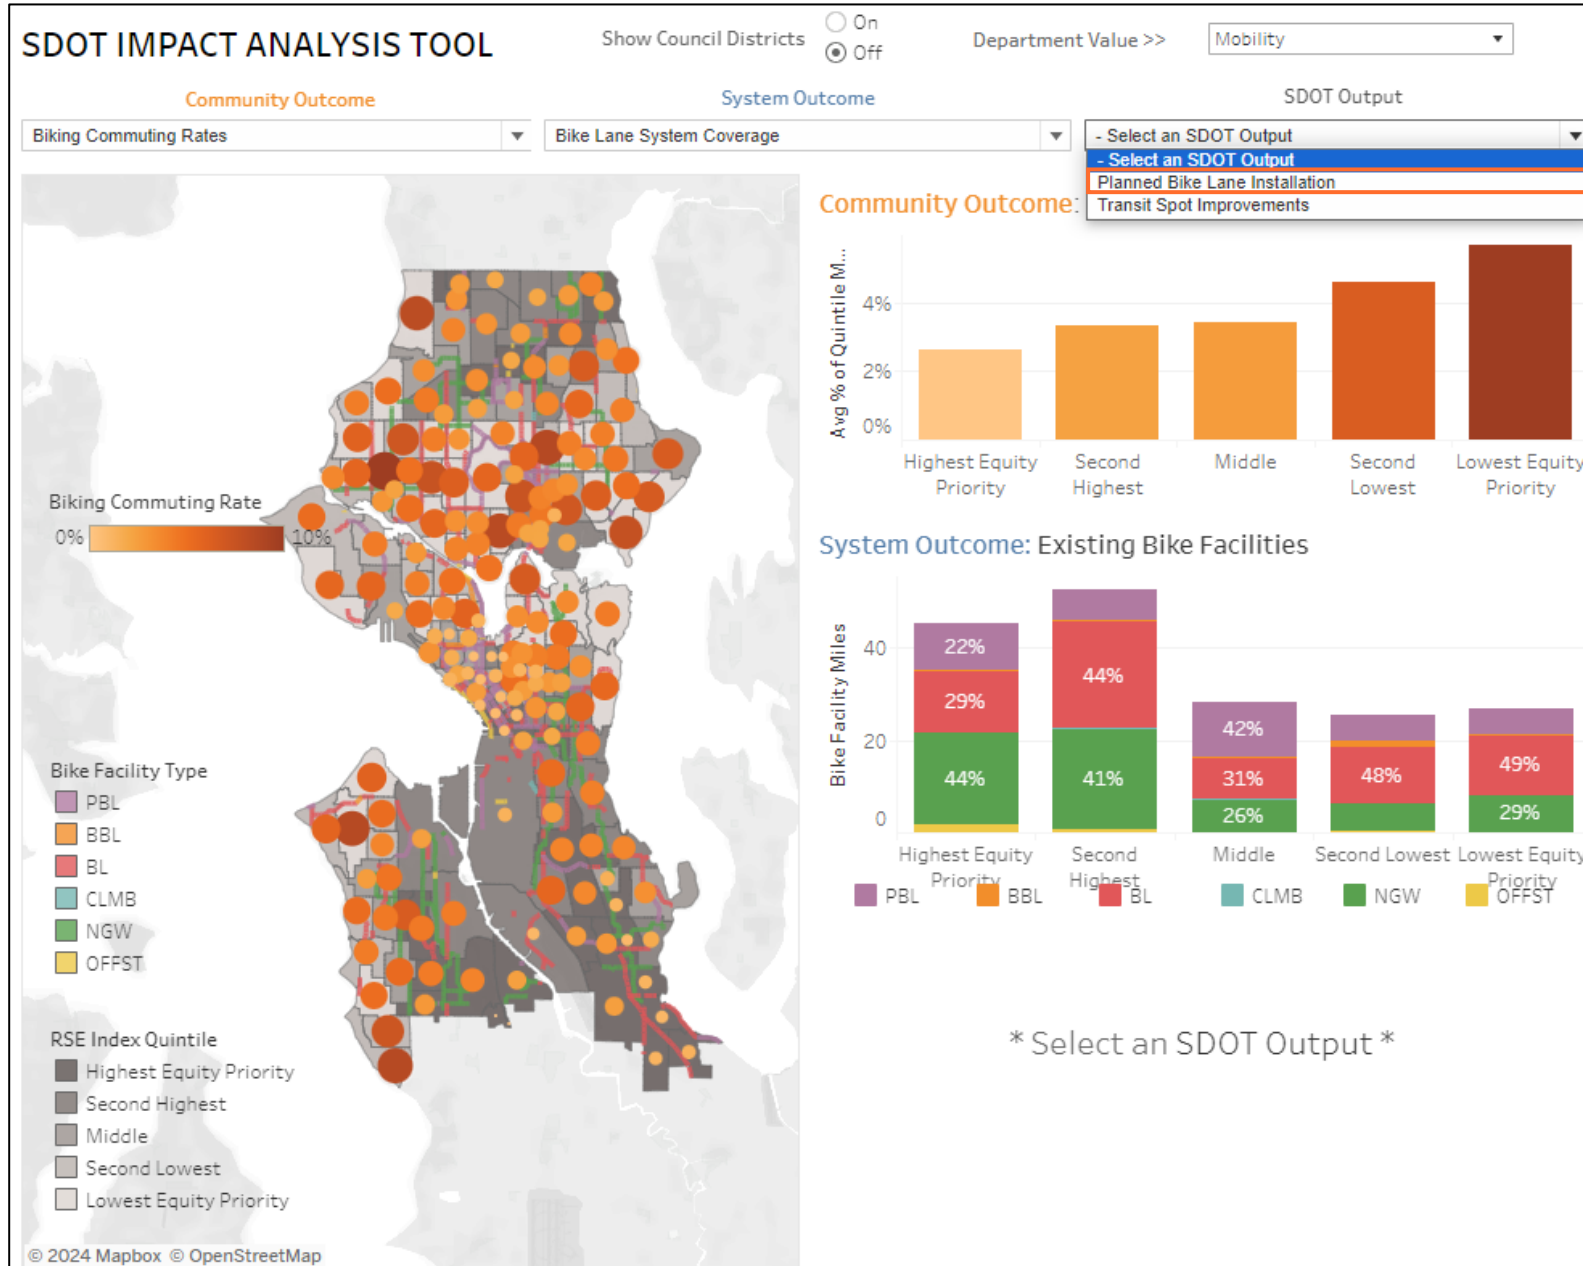 SDOT IMPACT ANALYSIS TOOL
Show Council Districts
On
Off
Department Value >>
Mobility
Community Outcome
System Outcome
SDOT Output
Biking Commuting Rates
Bike Lane System Coverage
- Select an SDOT Output
- Select an SDOT Output
Planned Bike Lane Installation
Transit Spot Improvements
Community Outcome:
Avg % of Quintile M...
4%
2%
0%
Highest Equity
Priority
Second
Highest
Middle
Second
Lowest
Lowest Equity
Priority
Biking Commuting Rate
0%
10%
System Outcome: Existing Bike Facilities
Bike Facility Miles
40
20
0
22%
29%
44%
44%
41%
42%
31%
26%
48%
49%
29%
Highest Equity
Priority
Second
Highest
Middle
Second Lowest
Lowest Equity
Priority
PBL
BBL
BL
CLMB
NGW
OFFST
Bike Facility Type
PBL
BBL
BL
CLMB
NGW
OFFST
RSE Index Quintile
Highest Equity Priority
Second Highest
Middle
Second Lowest
Lowest Equity Priority
* Select an SDOT Output *
© 2024 Mapbox © OpenStreetMap